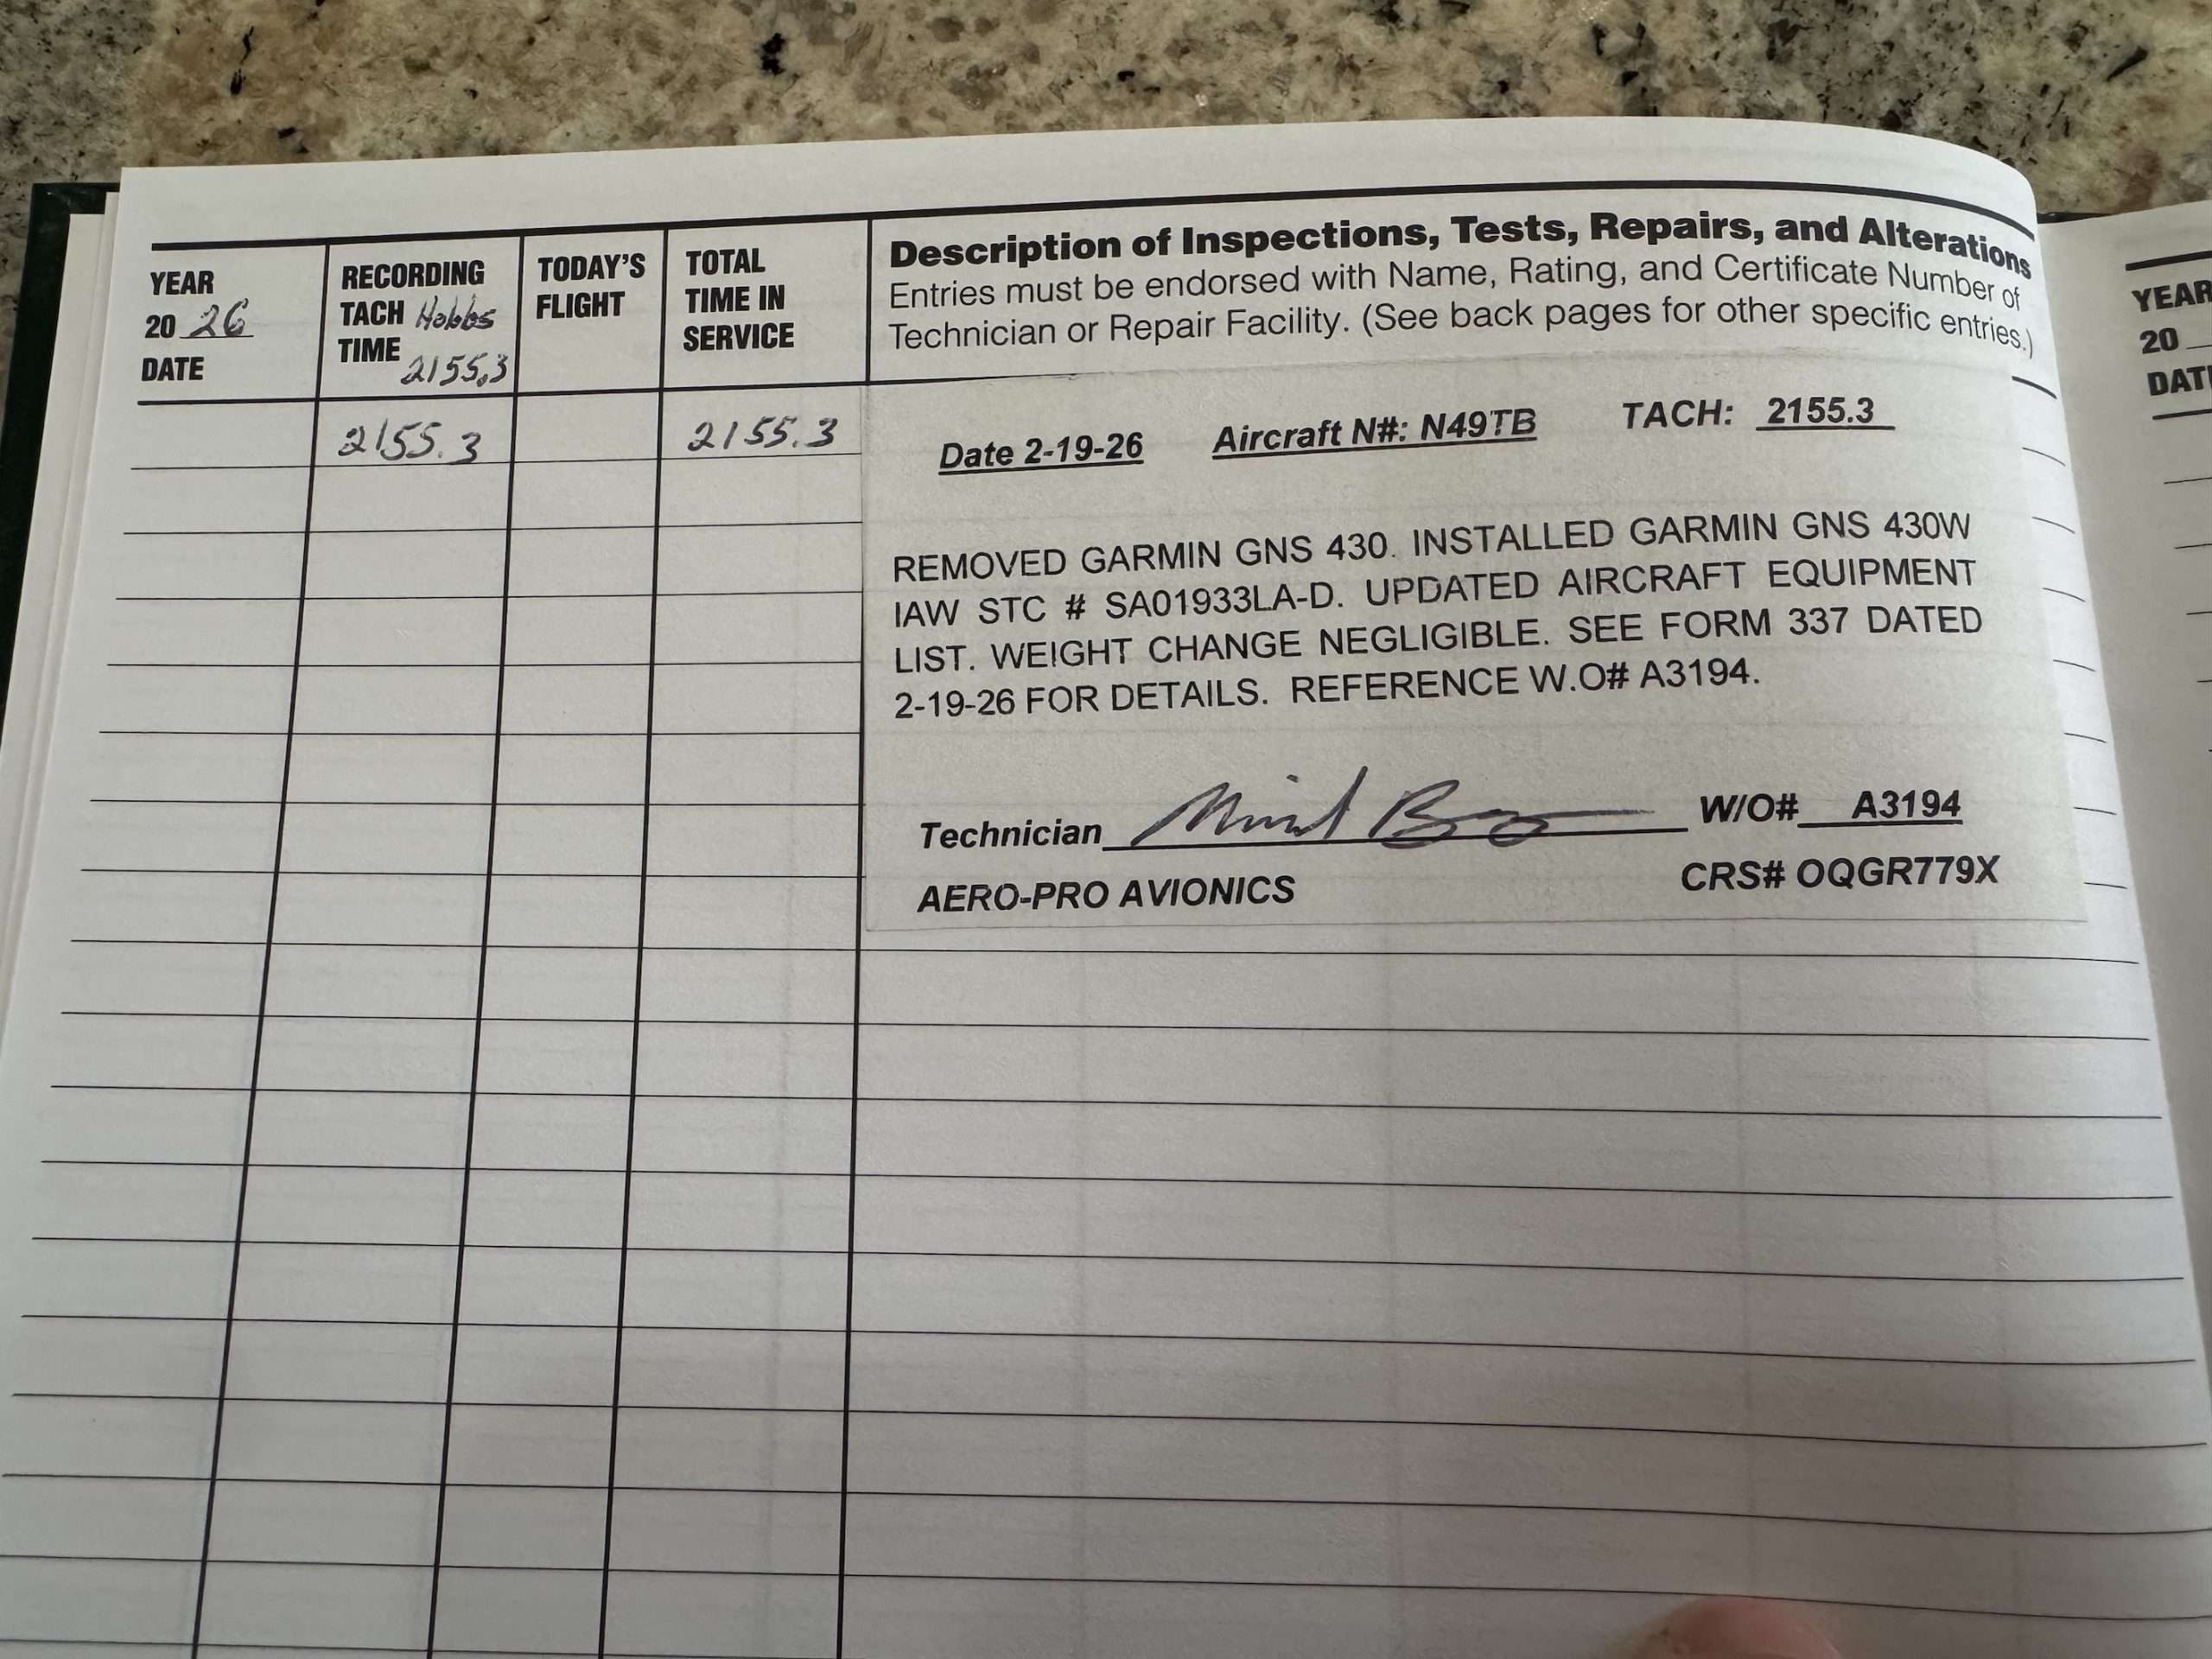 YEAR
20 26
DATE
RECORDING
TACH Hobbs
TIME
2155.3
TODAY'S
FLIGHT
TOTAL
TIME IN
SERVICE
Description of Inspections, Tests, Repairs, and Alterations
Entries must be endorsed with Name, Rating, and Certificate Number of
Technician or Repair Facility. (See back pages for other specific entries.)
2155.3
2155.3
Date 2-19-26 Aircraft N#: N49TB TACH: 2155.3
REMOVED GARMIN GNS 430. INSTALLED GARMIN GNS 430W
IAW STC # SA01933LA-D. UPDATED AIRCRAFT EQUIPMENT
LIST. WEIGHT CHANGE NEGLIGIBLE. SEE FORM 337 DATED
2-19-26 FOR DETAILS. REFERENCE W.O# A3194.
Technician W/O# A3194
AERO-PRO AVIONICS CRS# OQGR779X
YEAR
20